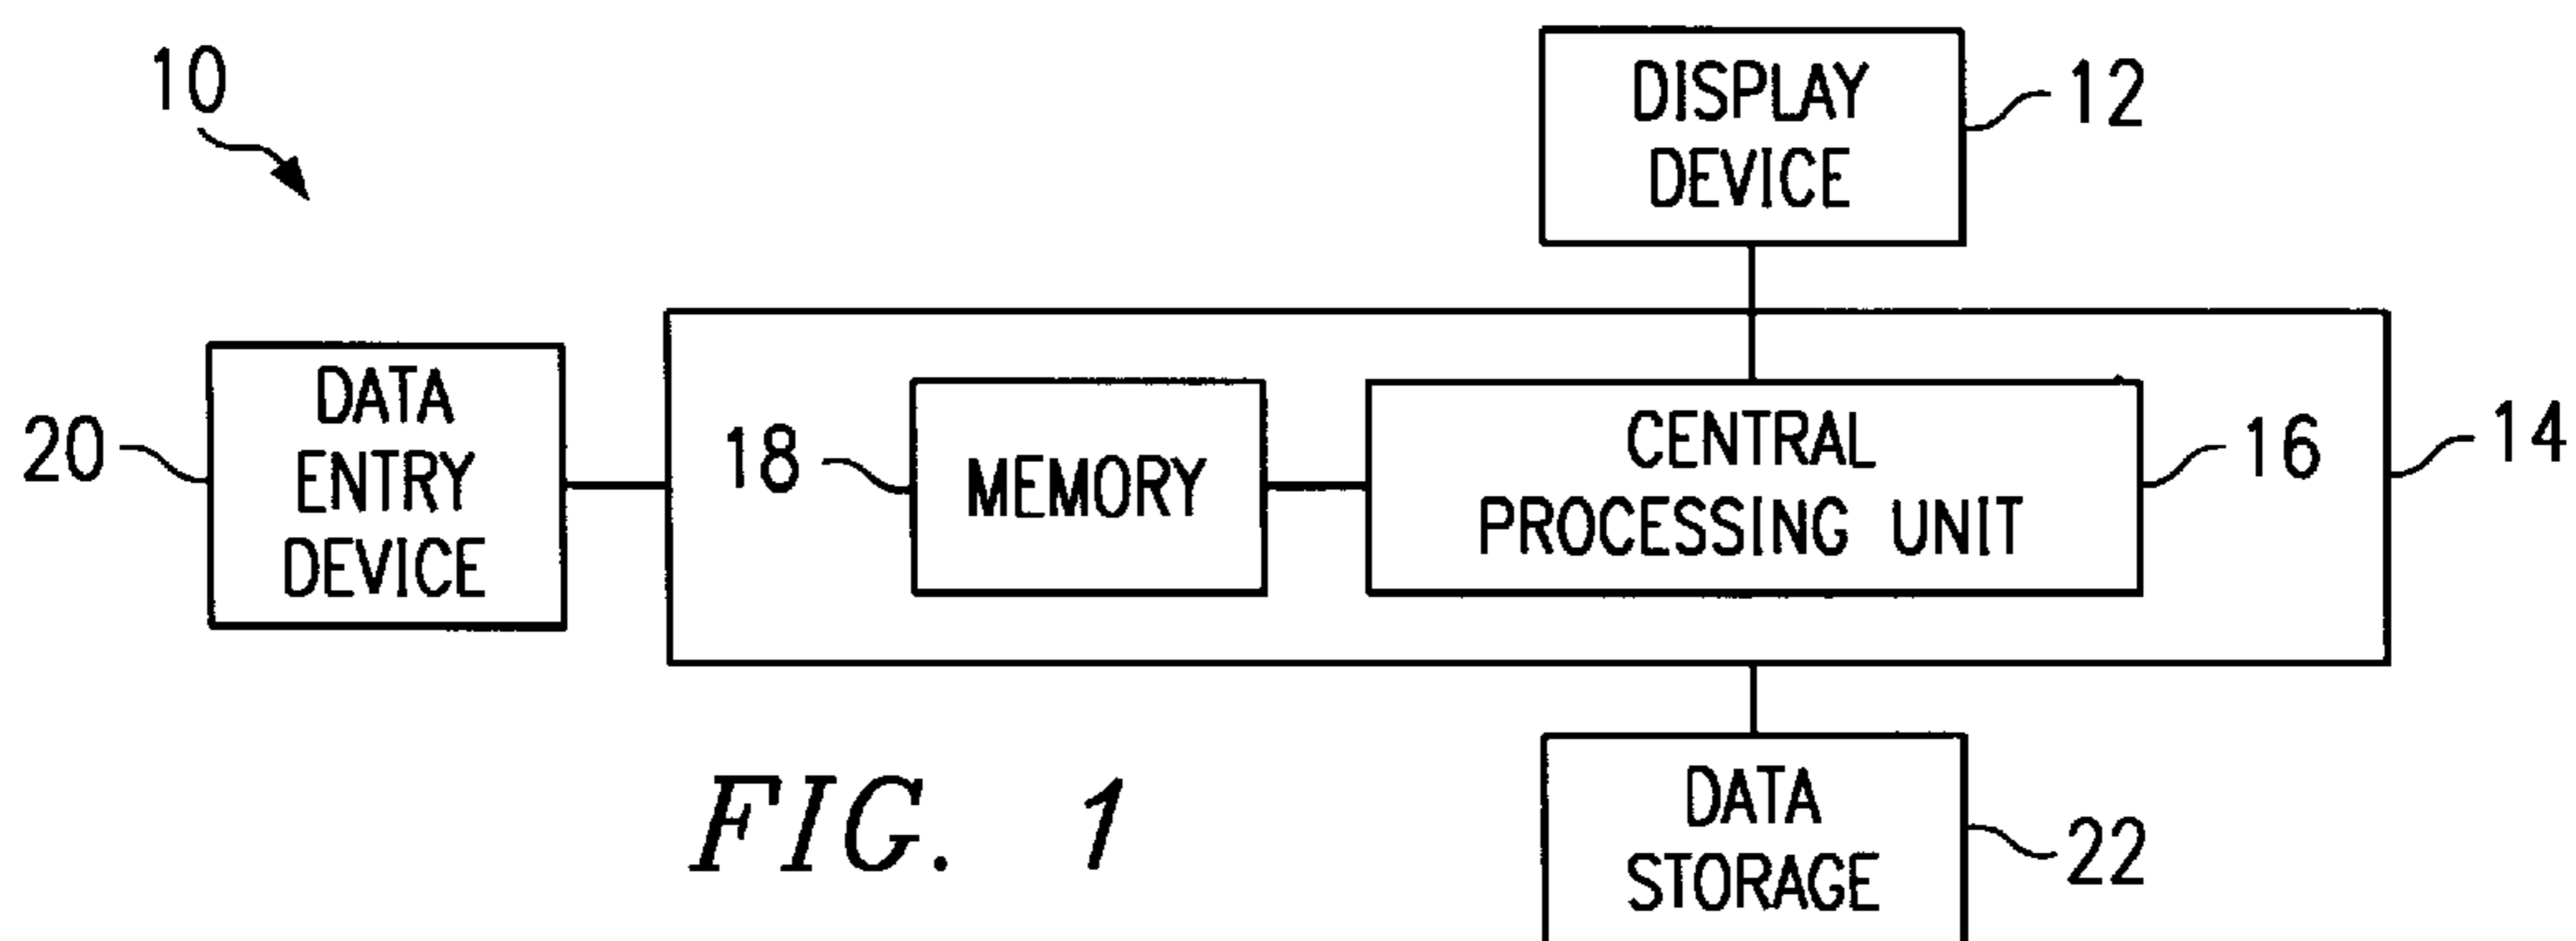 10
DISPLAY
DEVICE
12
20
DATA
ENTRY
DEVICE
18
MEMORY
CENTRAL
PROCESSING UNIT
16
14
FIG. 1
DATA
STORAGE
22